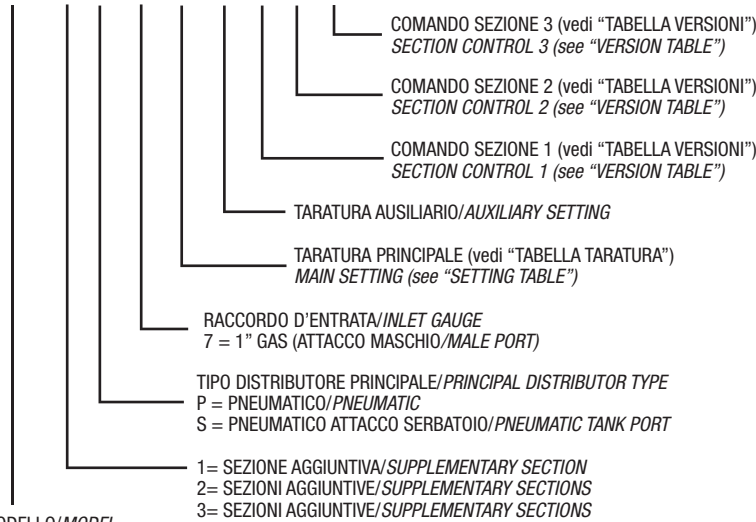 COMANDO SEZIONE 3 (vedi “TABELLA VERSIONI”)
SECTION CONTROL 3 (see “VERSION TABLE”)
COMANDO SEZIONE 2 (vedi “TABELLA VERSIONI”)
SECTION CONTROL 2 (see “VERSION TABLE”)
COMANDO SEZIONE 1 (vedi “TABELLA VERSIONI”)
SECTION CONTROL 1 (see “VERSION TABLE”)
TARATURA AUSILIARIO/AUXILIARY SETTING
TARATURA PRINCIPALE (vedi “TABELLA TARATURA”)
MAIN SETTING (see “SETTING TABLE”)
RACCORDO D’ENTRATA/INLET GAUGE
7 = 1” GAS (ATTACCO MASCHIO/MALE PORT)
TIPO DISTRIBUTORE PRINCIPALE/PRINCIPAL DISTRIBUTOR TYPE
P = PNEUMATICO/PNEUMATIC
S = PNEUMATICO ATTACCO SERBATOIO/PNEUMATIC TANK PORT
1= SEZIONE AGGIUNTIVA/SUPPLEMENTARY SECTION
2= SEZIONI AGGIUNTIVE/SUPPLEMENTARY SECTIONS
3= SEZIONI AGGIUNTIVE/SUPPLEMENTARY SECTIONS